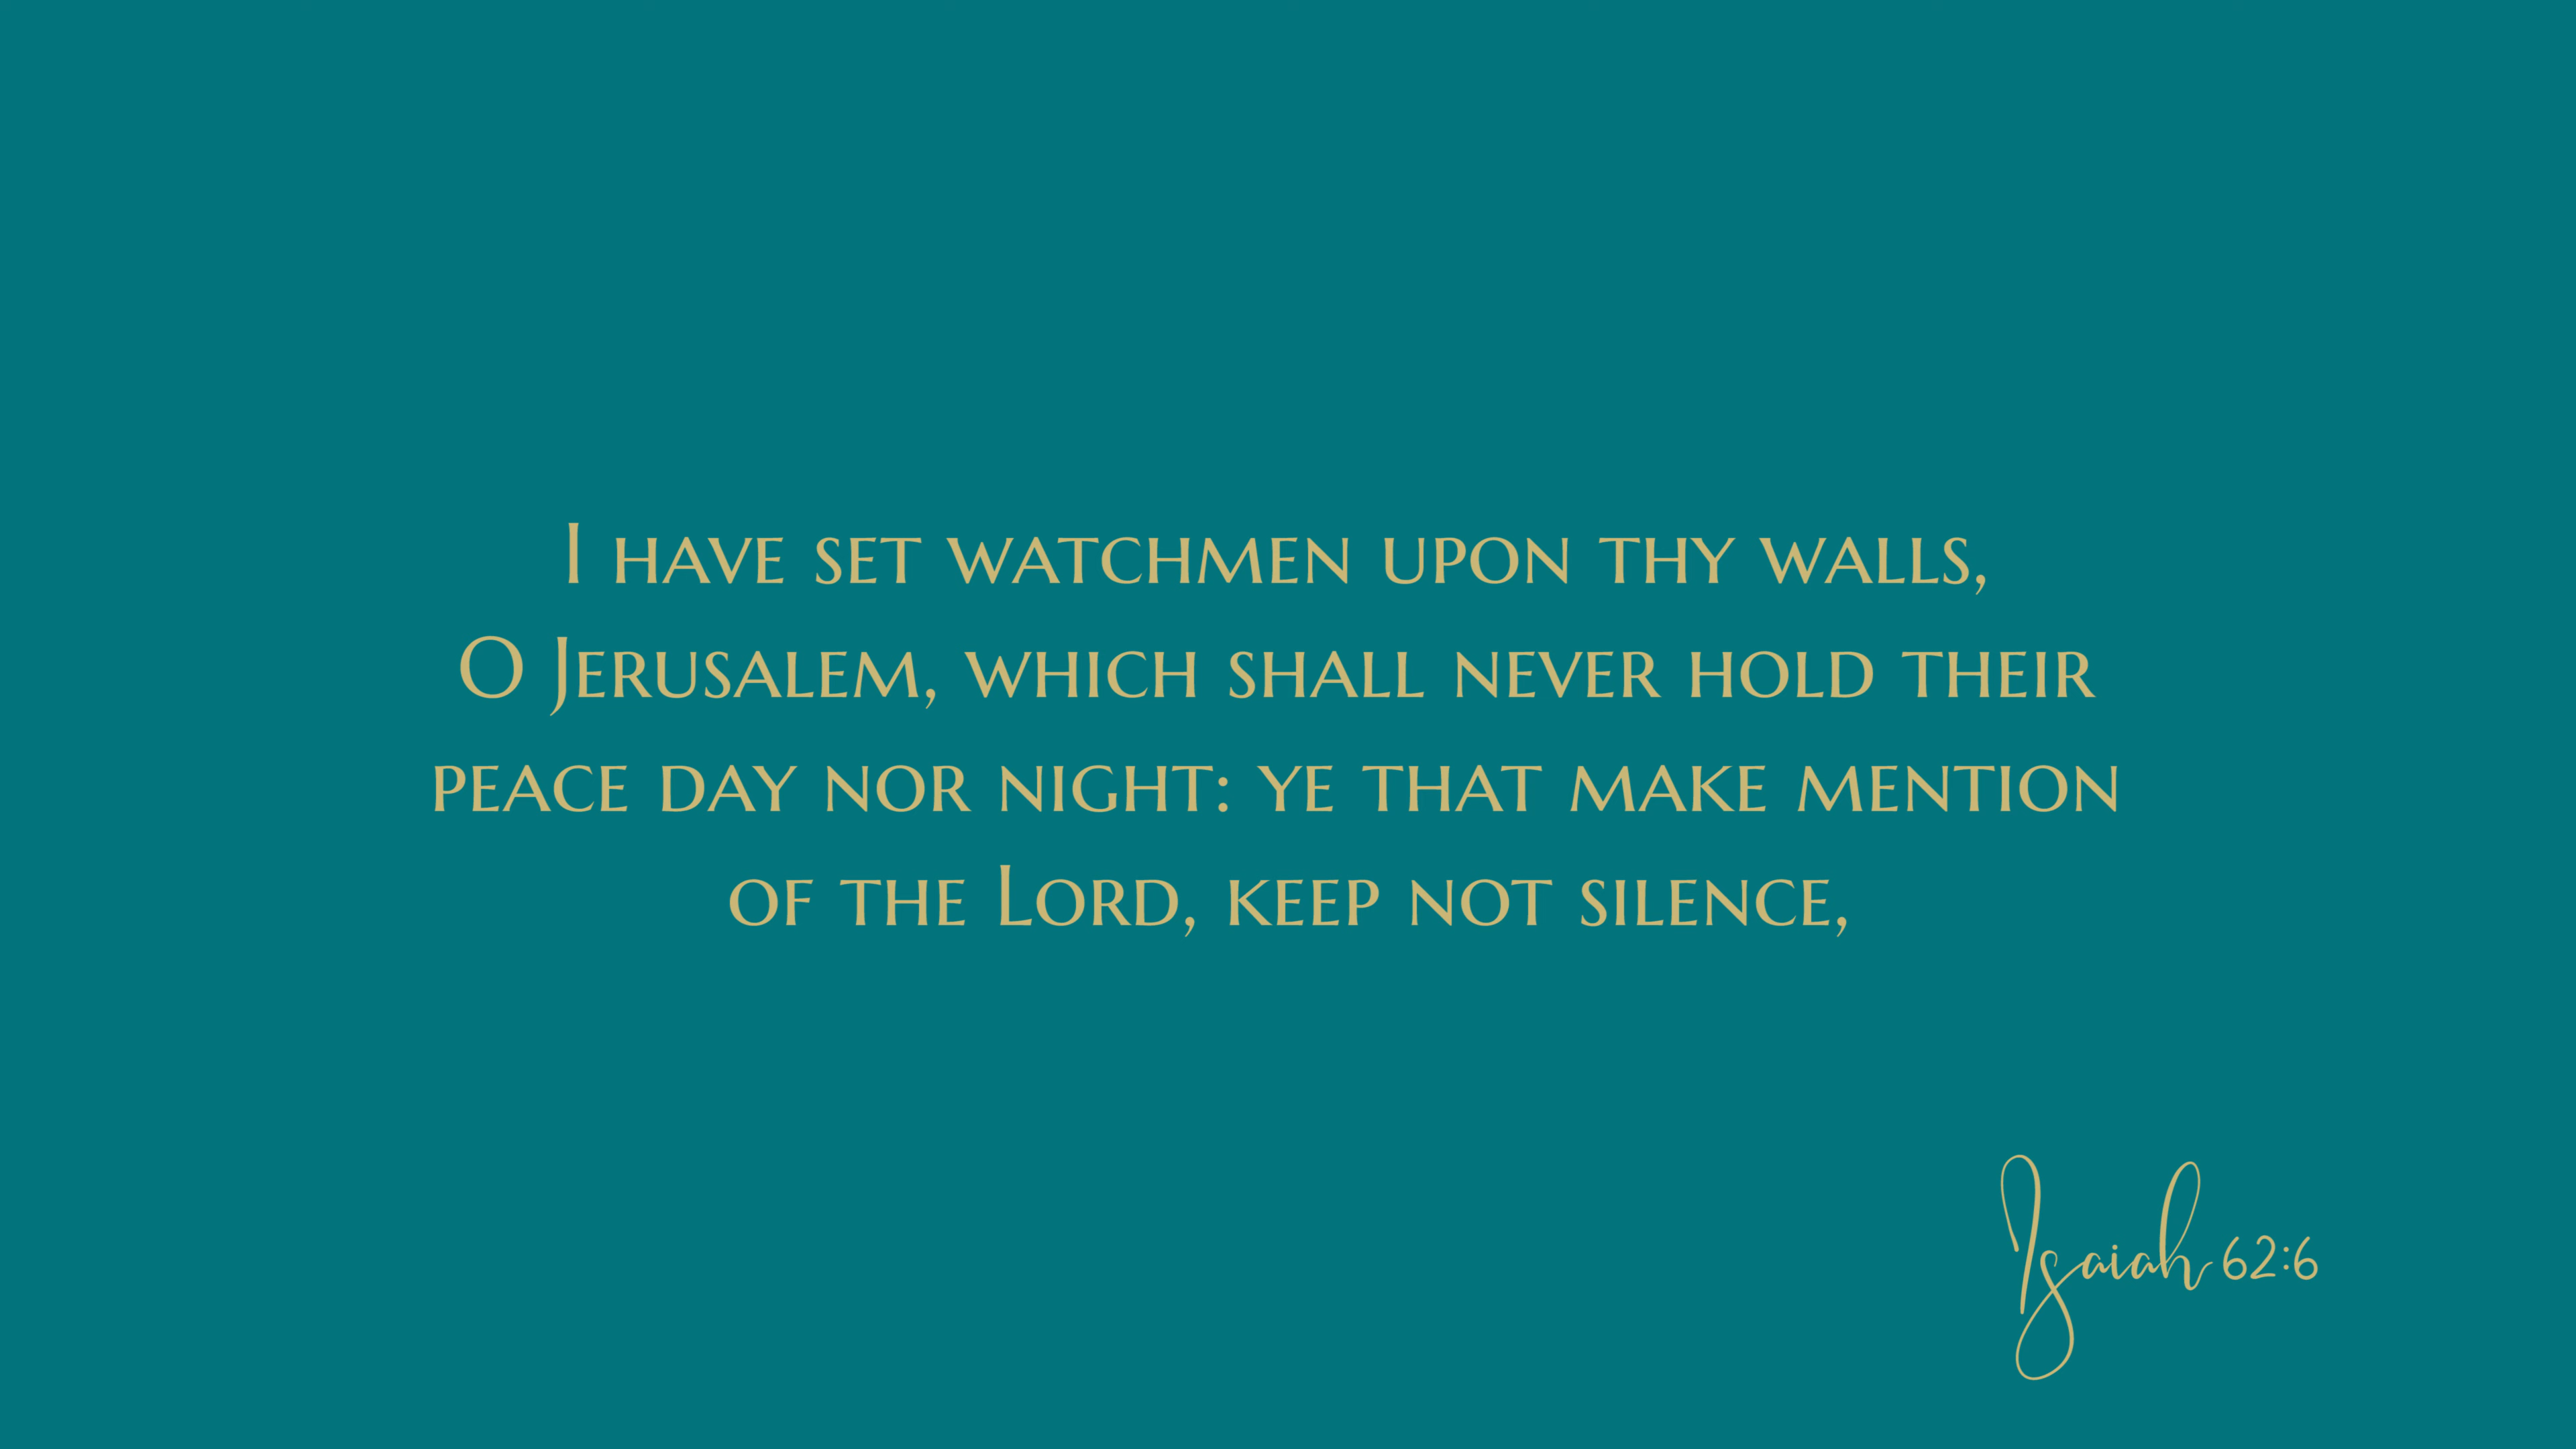 I have set watchmen upon thy walls,
O Jerusalem, which shall never hold their
peace day nor night: ye that make mention
of the Lord, keep not silence,
Isaiah 62:6